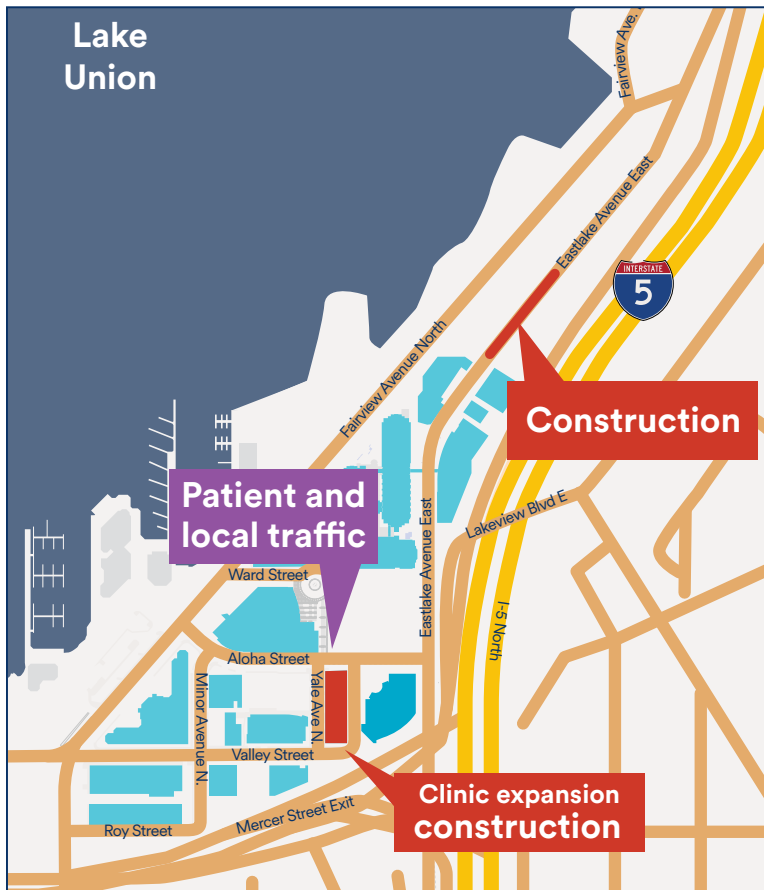 Lake
Union
Fairview Ave.
Eastlake Avenue East
INTERSTATE
5
Fairview Avenue North
Construction
Patient and
local traffic
Lakeview Blvd E
Ward Street
Eastlake Avenue East
I-5 North
Aloha Street
Minor Avenue N.
Yale Ave N.
Valley Street
Clinic expansion
construction
Mercer Street Exit
Roy Street